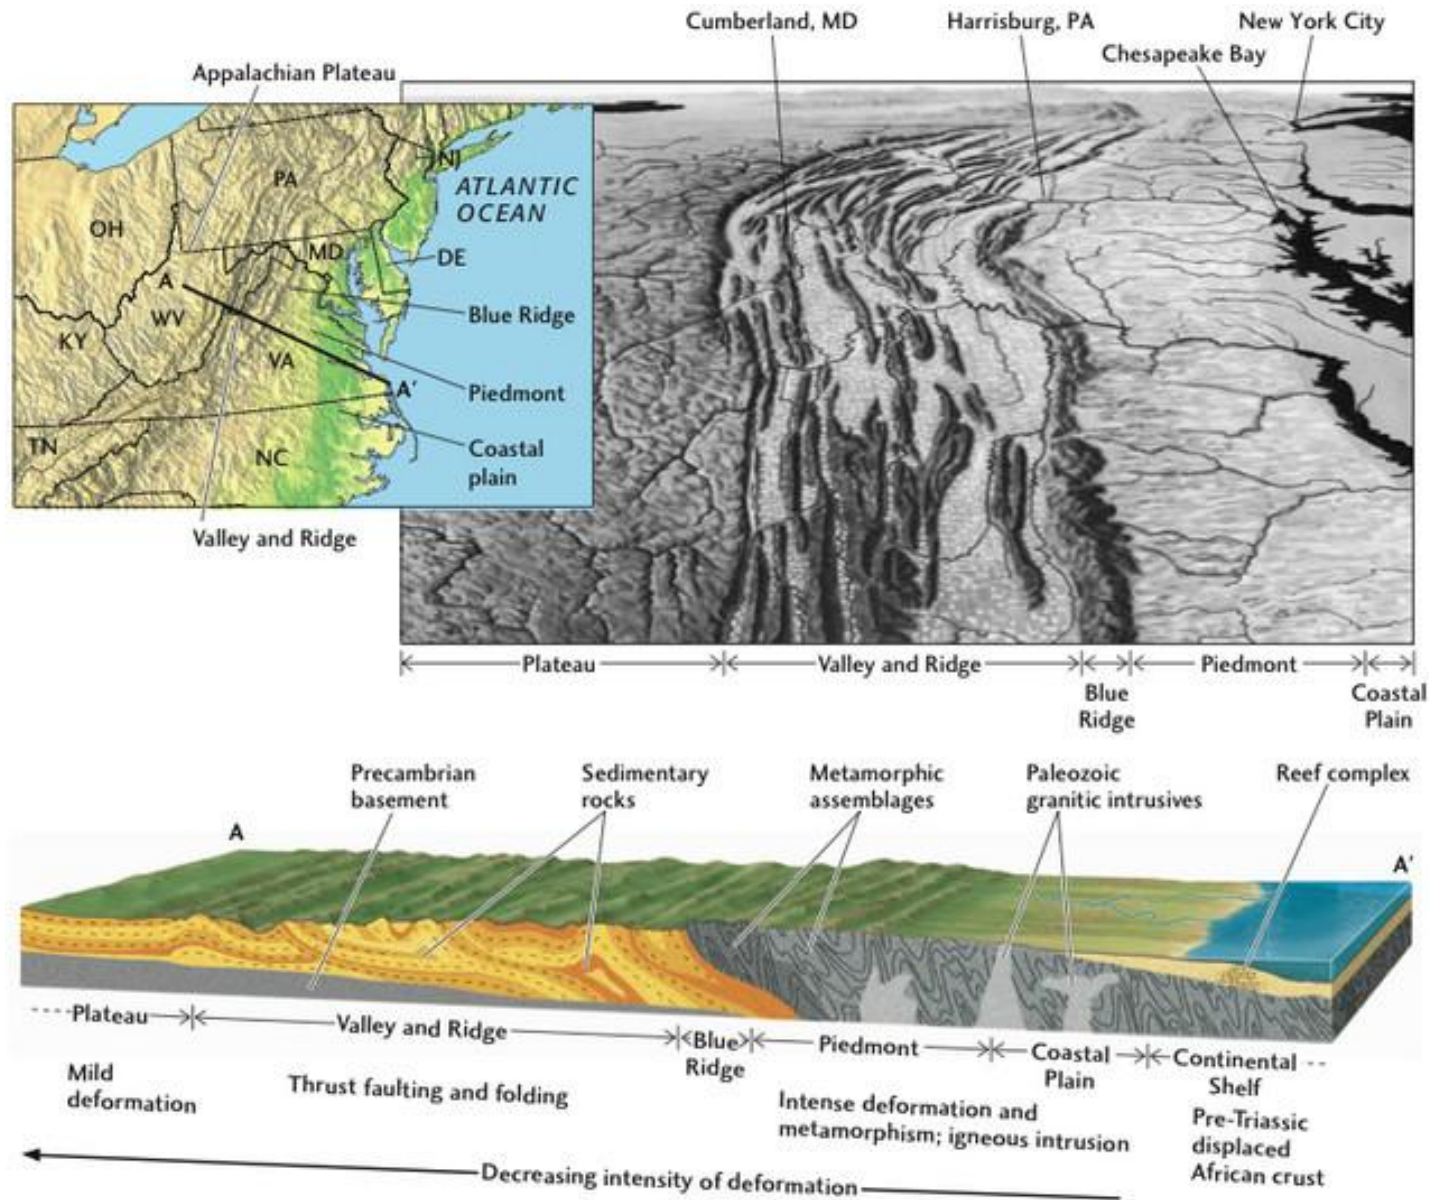 Cumberland, MD
Harrisburg, PA
New York City
Chesapeake Bay
Appalachian Plateau
NJ
PA
ATLANTIC
OCEAN
OH
MD
DE
A
WV
Blue Ridge
KY
VA
A'
Piedmont
TN
NC
Coastal
plain
Valley and Ridge
Plateau
Valley and Ridge
Blue
Ridge
Piedmont
Coastal
Plain
Precambrian
basement
Sedimentary
rocks
Metamorphic
assemblages
Paleozoic
granitic intrusives
Reef complex
A
A'
Plateau
Valley and Ridge
Blue
Ridge
Piedmont
Coastal
Plain
Continental
Shelf
Mild
deformation
Thrust faulting and folding
Intense deformation and
metamorphism; igneous intrusion
Pre-Triassic
displaced
African crust
Decreasing intensity of deformation